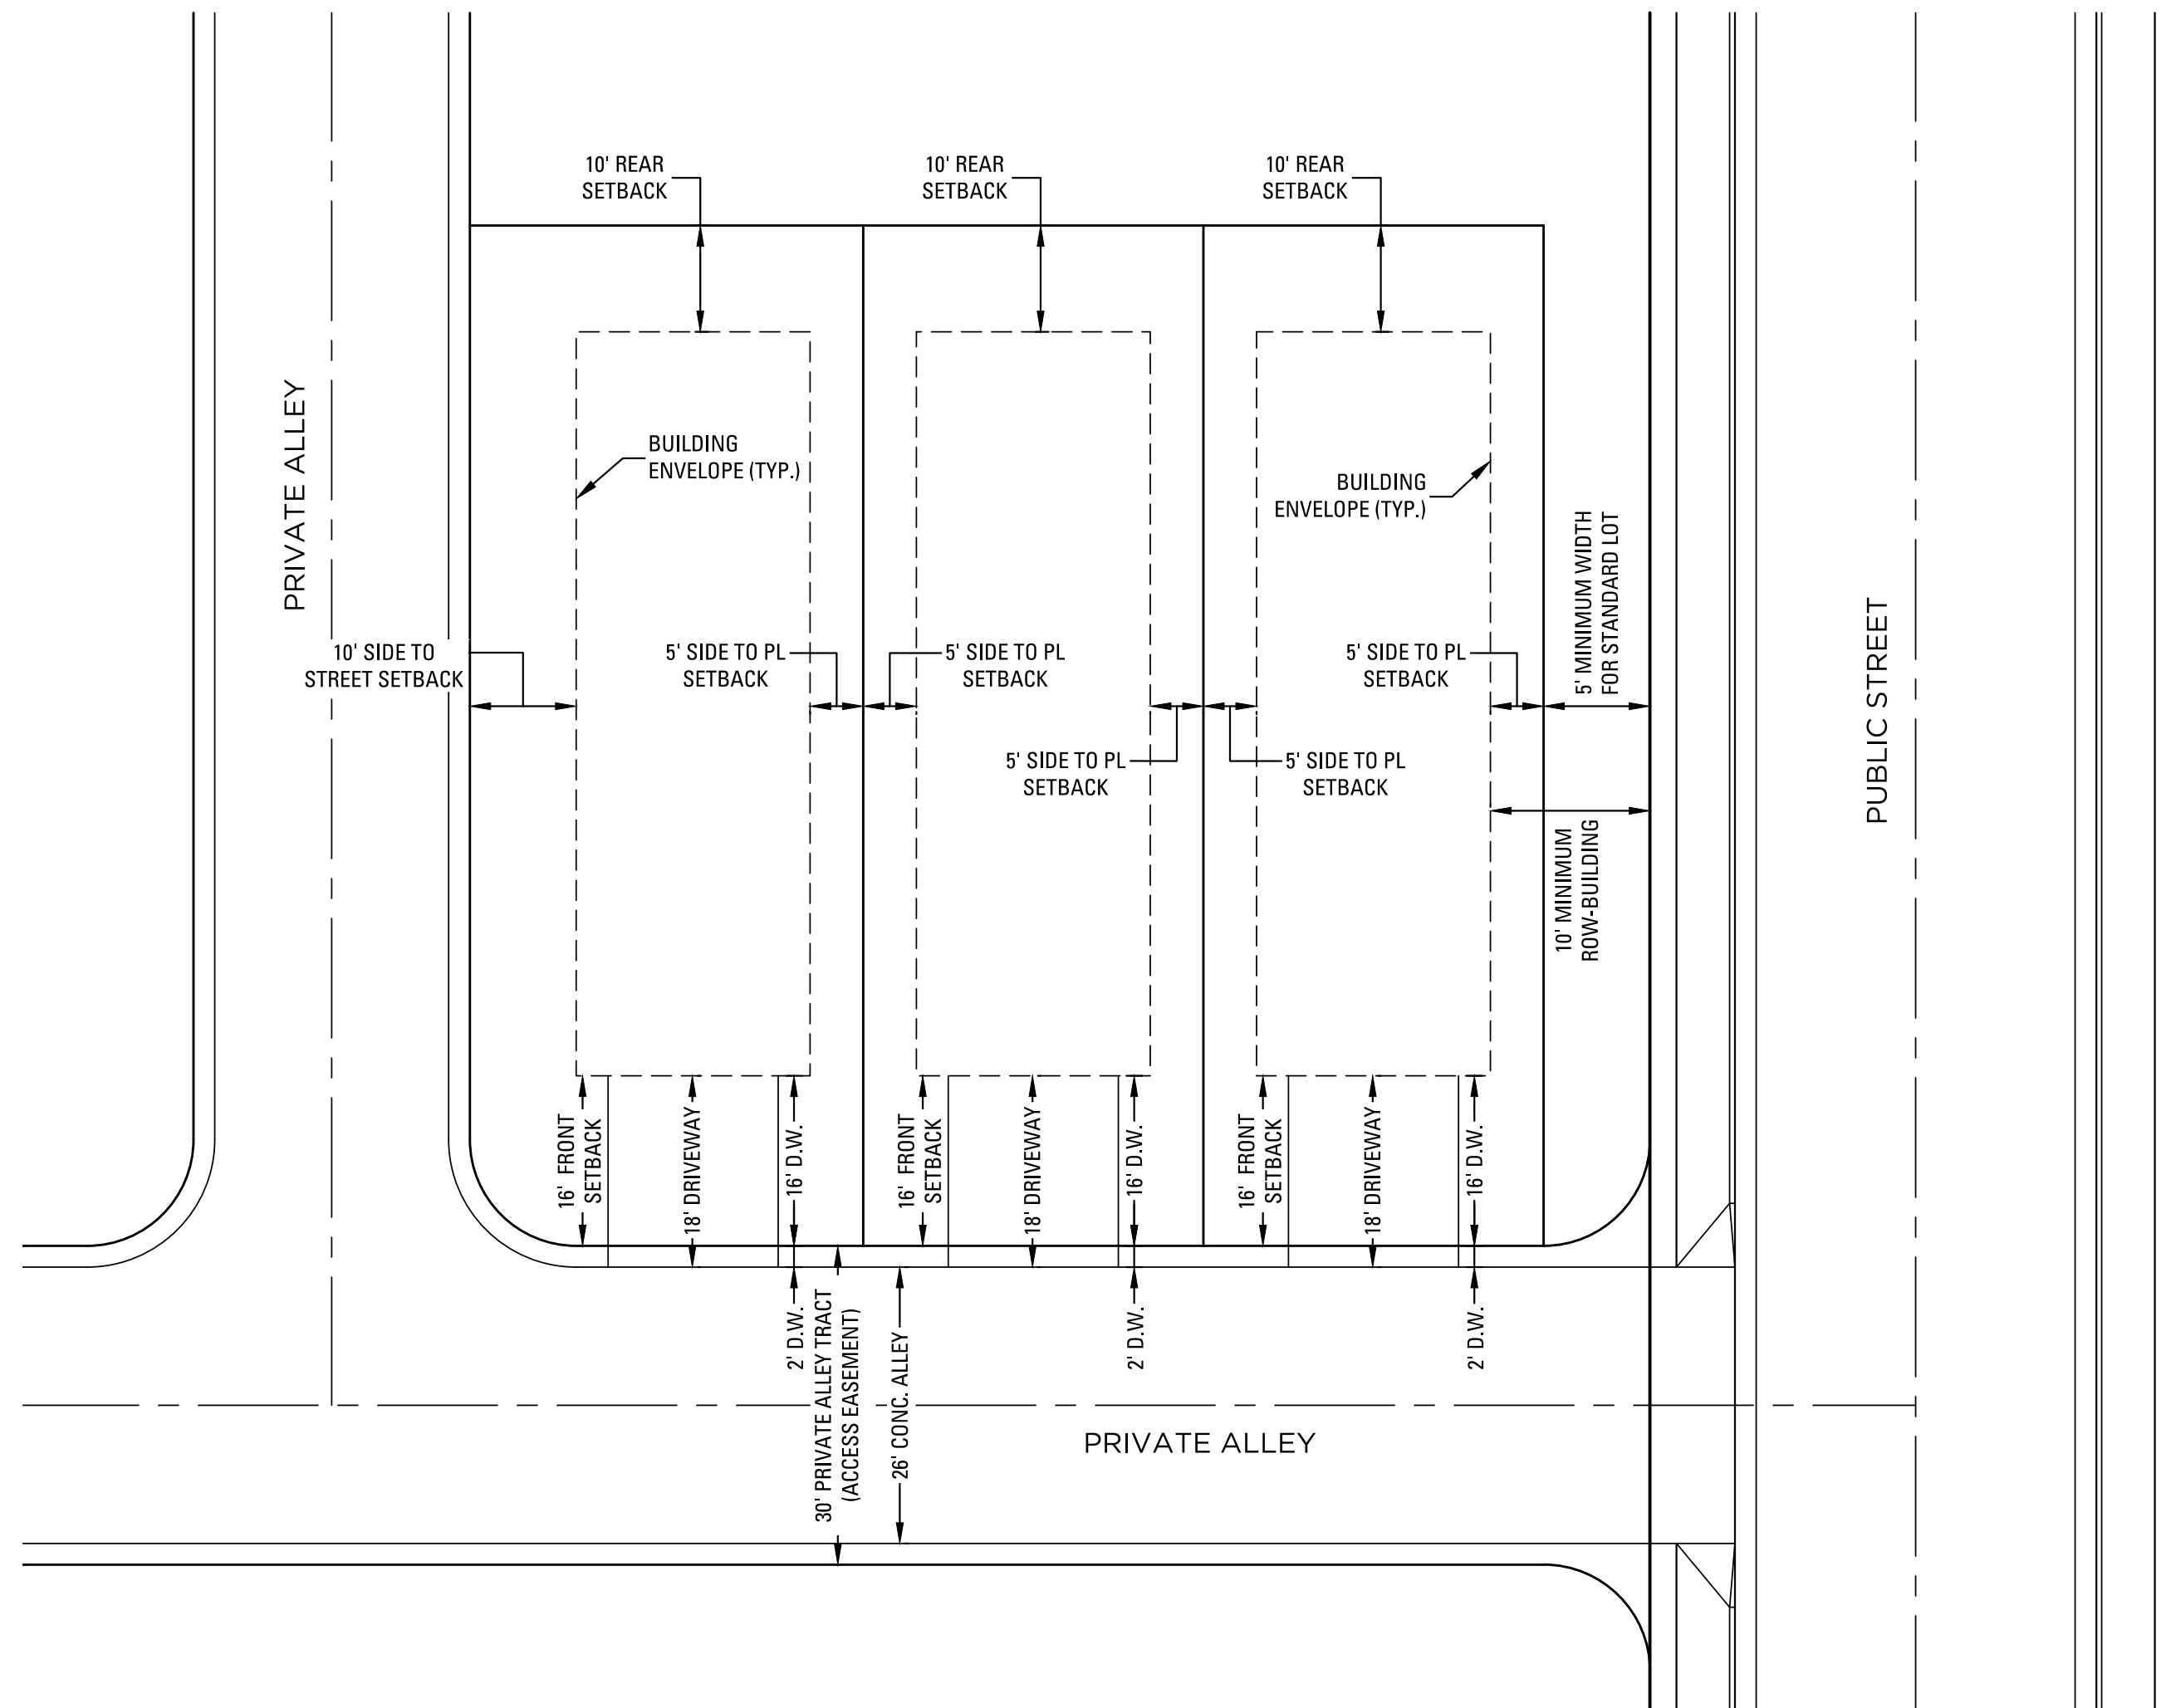 10' REAR
SETBACK
10' REAR
SETBACK
10' REAR
SETBACK
BUILDING
ENVELOPE (TYP.)
BUILDING
ENVELOPE (TYP.)
PRIVATE ALLEY
5' MINIMUM WIDTH
FOR STANDARD LOT
PUBLIC STREET
10' SIDE TO
STREET SETBACK
5' SIDE TO PL
SETBACK
5' SIDE TO PL
SETBACK
5' SIDE TO PL
SETBACK
5' SIDE TO PL
SETBACK
5' SIDE TO PL
SETBACK
10' MINIMUM
ROW-BUILDING
16' FRONT
SETBACK
18' DRIVEWAY
16' D.W.
16' FRONT
SETBACK
18' DRIVEWAY
16' D.W.
16' FRONT
SETBACK
18' DRIVEWAY
16' D.W.
2' D.W.
30' PRIVATE ALLEY TRACT
(ACCESS EASEMENT)
26' CONC. ALLEY
2' D.W.
2' D.W.
PRIVATE ALLEY